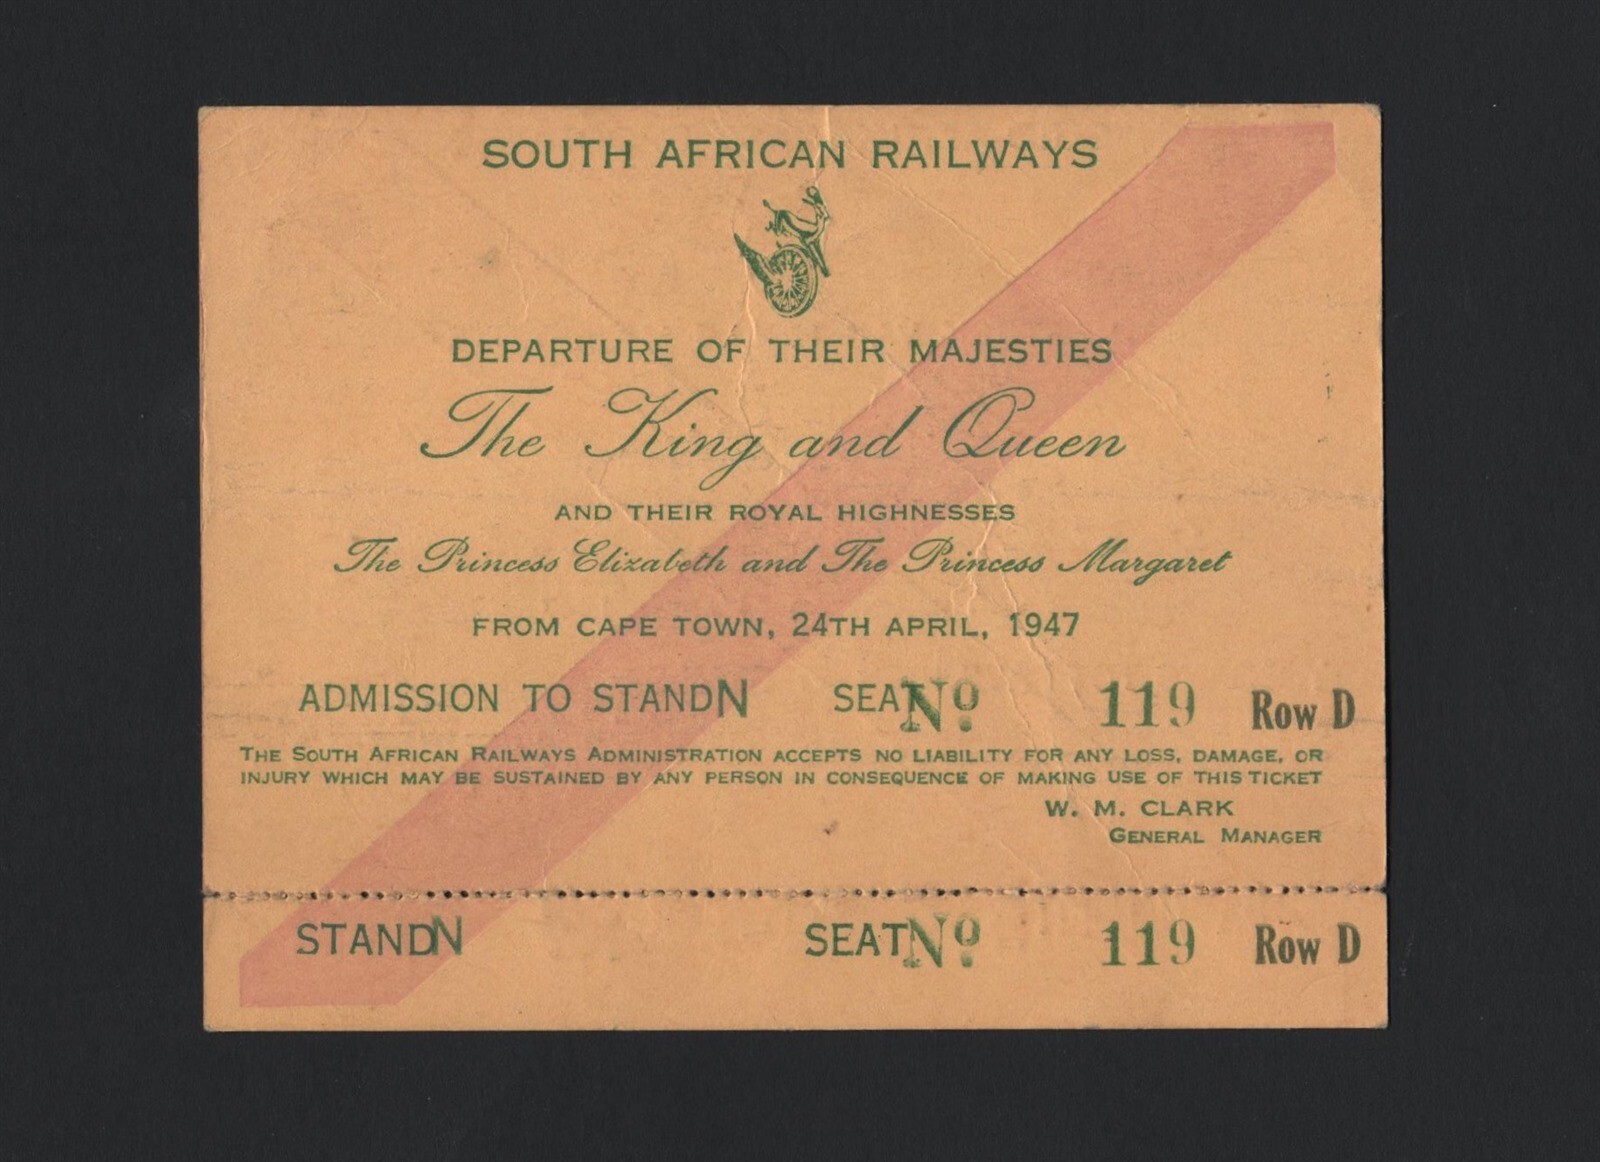 SOUTH AFRICAN RAILWAYS
DEPARTURE OF THEIR MAJESTIES
The King and Queen
AND THEIR ROYAL HIGHNESSES
The Princess Elizabeth and The Princess Margaret
FROM CAPE TOWN, 24TH APRIL, 1947
ADMISSION TO STAND N SEAT Nº 119 Row D
THE SOUTH AFRICAN RAILWAYS ADMINISTRATION ACCEPTS NO LIABILITY FOR ANY LOSS, DAMAGE, OR
INJURY WHICH MAY BE SUSTAINED BY ANY PERSON IN CONSEQUENCE OF MAKING USE OF THIS TICKET
W. M. CLARK
GENERAL MANAGER
STAND N SEAT Nº 119 Row D